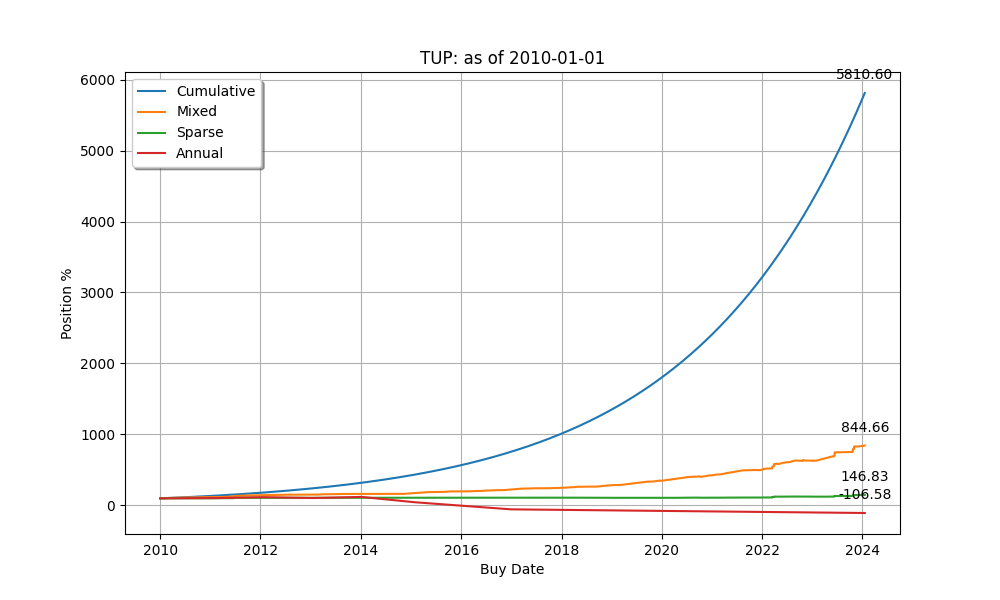 TUP: as of 2010-01-01
5810.60
6000
Cumulative
Mixed
Sparse
Annual
5000
4000
3000
2000
1000
844.66
146.83
-106.58
0
2010 2012 2014 2016 2018 2020 2022 2024
Buy Date
Position %